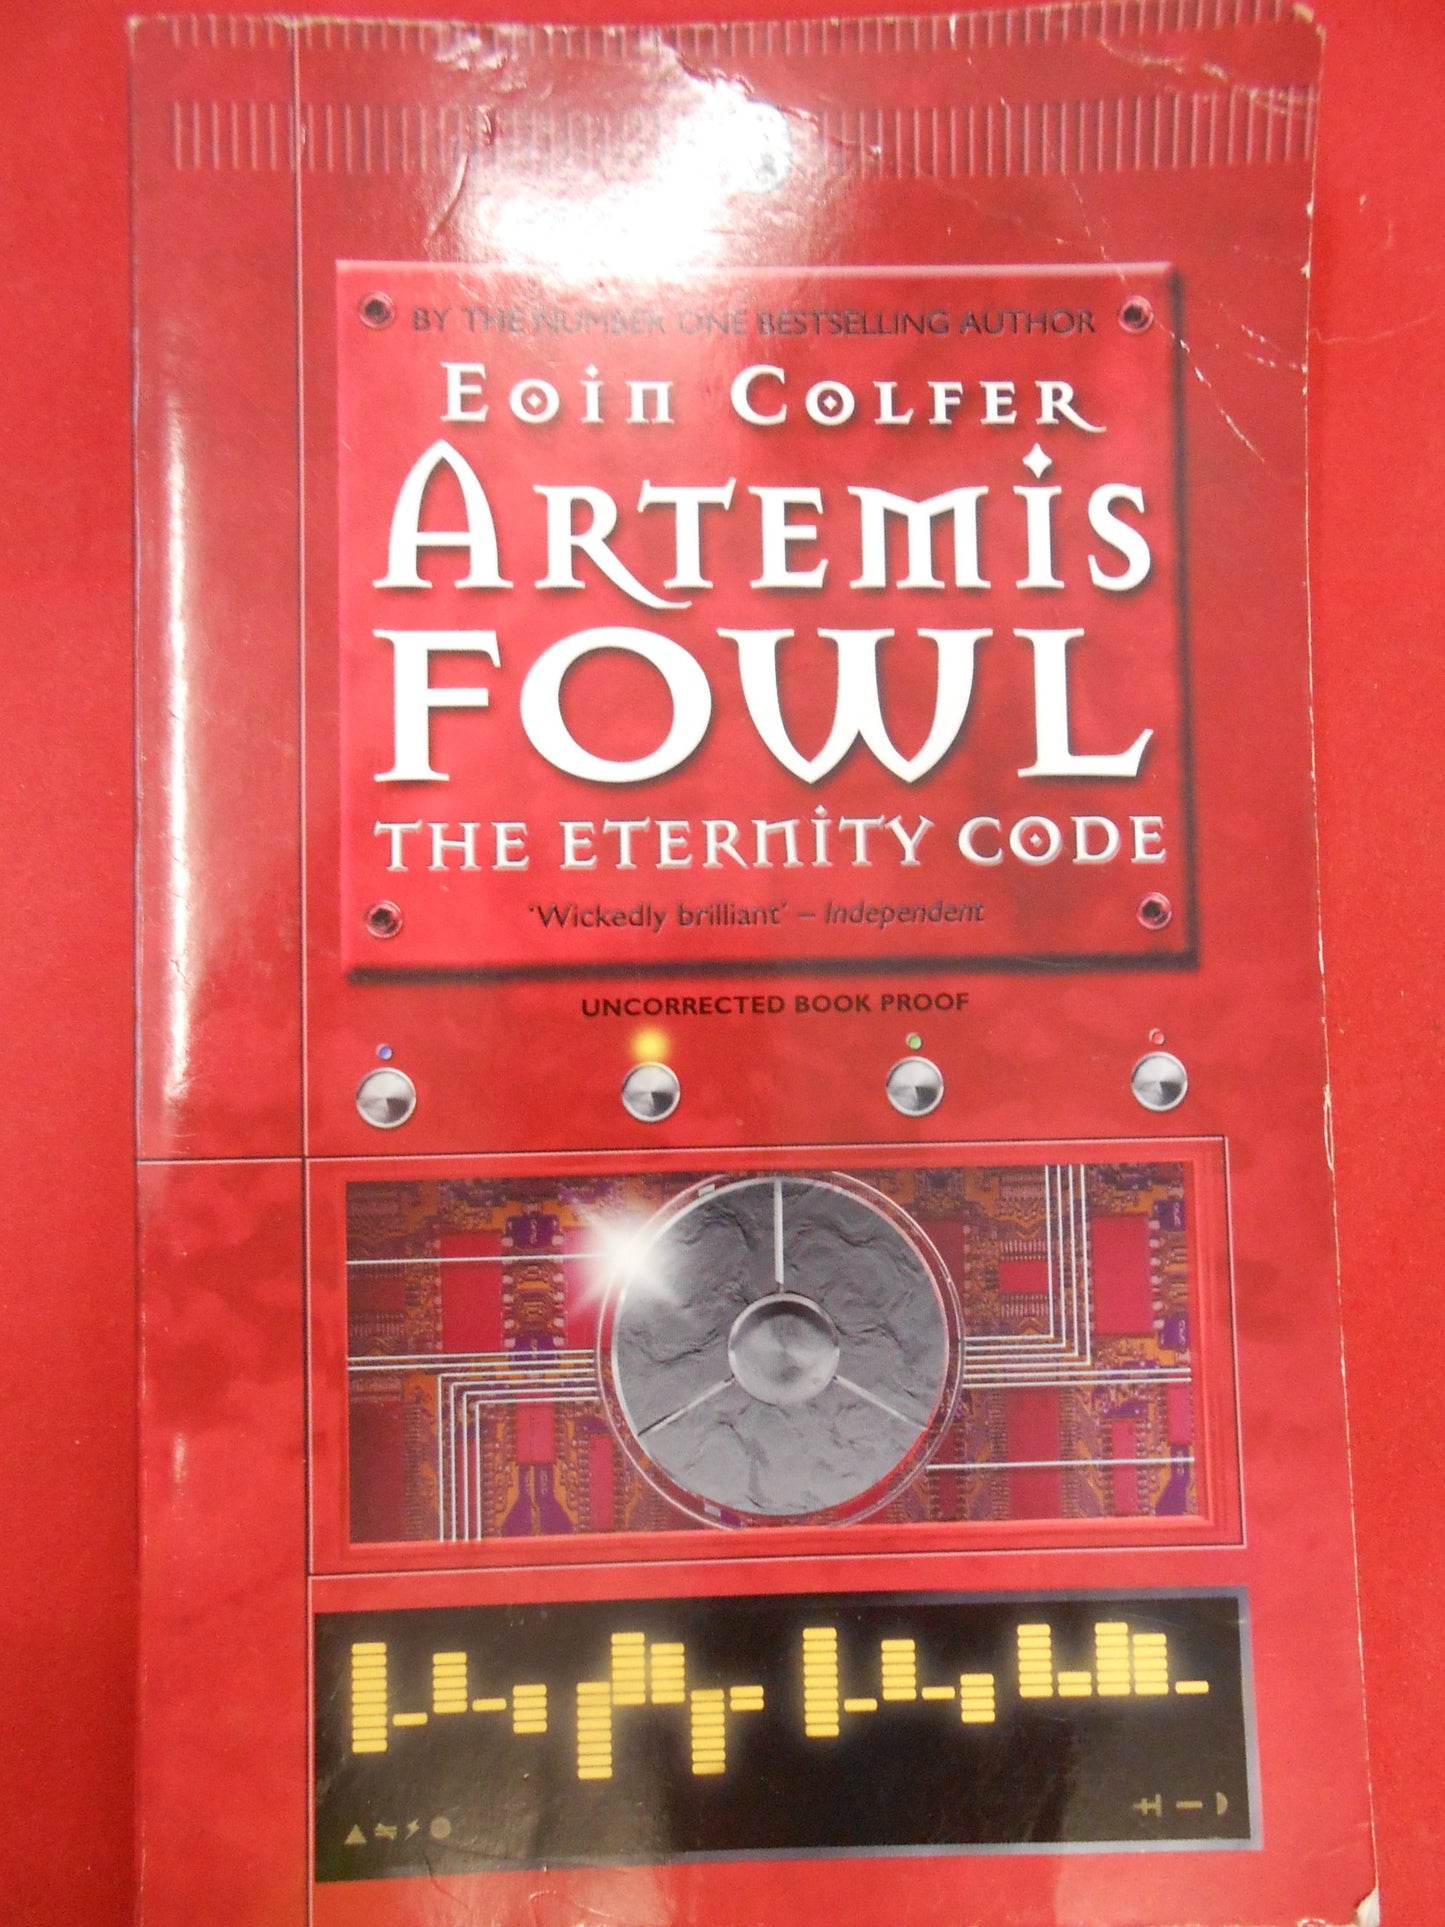 BY THE NUMBER ONE BESTSELLING AUTHOR
EOIN COLFER
ARTEMIS
FOWL
THE ETERNITY CODE
'Wickedly brilliant' – Independent
UNCORRECTED BOOK PROOF